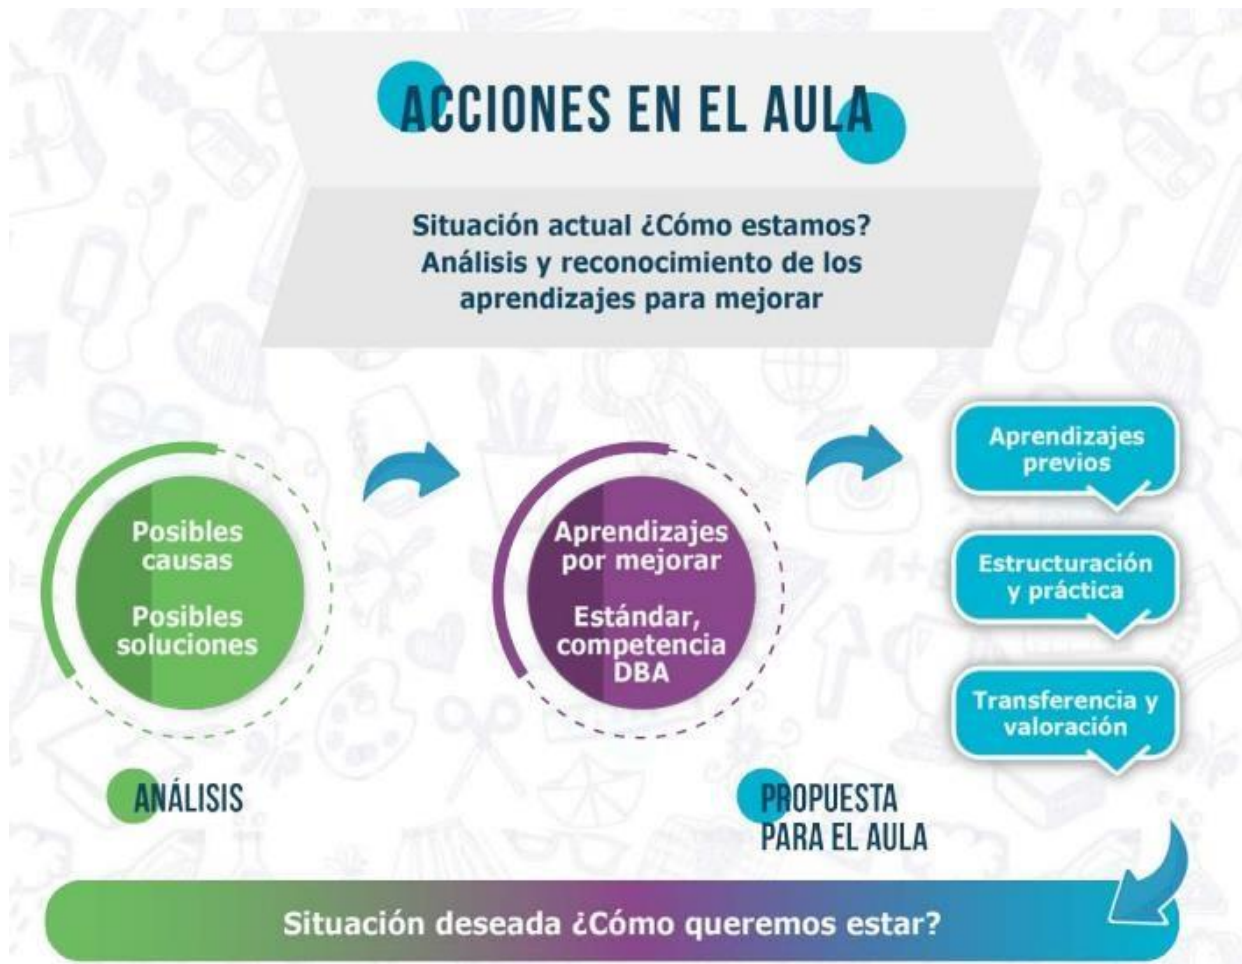 ACCIONES EN EL AULA
Situación actual ¿Cómo estamos?
Análisis y reconocimiento de los
aprendizajes para mejorar
Posibles
causas
Posibles
soluciones
Aprendizajes
por mejorar
Estándar,
competencia
DBA
Aprendizajes
previos
Estructuración
y práctica
Transferencia y
valoración
ANÁLISIS
PROPUESTA
PARA EL AULA
Situación deseada ¿Cómo queremos estar?